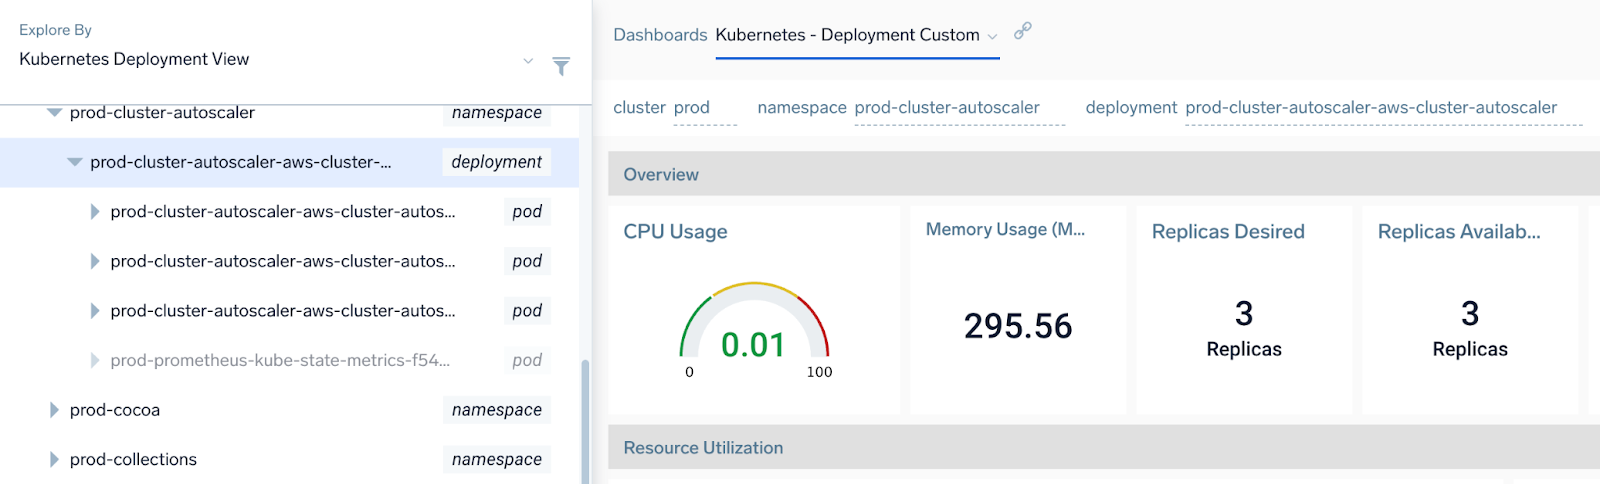 Explore By
Kubernetes Deployment View
prod-cluster-autoscaler namespace
prod-cluster-autoscaler-aws-cluster-... deployment
prod-cluster-autoscaler-aws-cluster-autos... pod
prod-cluster-autoscaler-aws-cluster-autos... pod
prod-cluster-autoscaler-aws-cluster-autos... pod
prod-prometheus-kube-state-metrics-f54... pod
prod-cocoa namespace
prod-collections namespace
Dashboards Kubernetes - Deployment Custom
cluster prod namespace prod-cluster-autoscaler deployment prod-cluster-autoscaler-aws-cluster-autoscaler
Overview
CPU Usage
0.01
0 100
Memory Usage (M...
295.56
Replicas Desired
3
Replicas
Replicas Availab...
3
Replicas
Resource Utilization